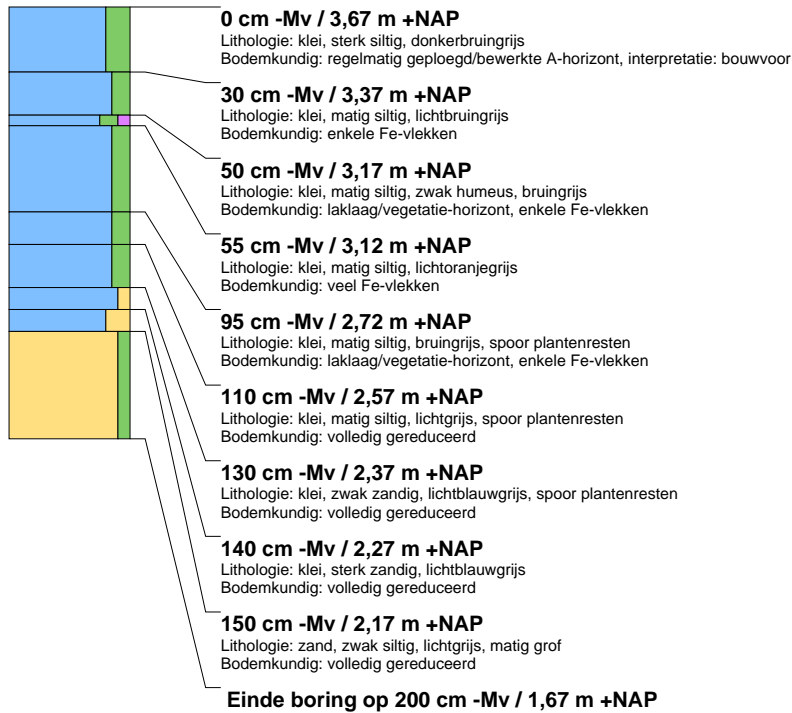 0 cm -Mv / 3,67 m +NAP
Lithologie: klei, sterk siltig, donkerbruingrijs
Bodemkundig: regelmatig geploegd/bewerkte A-horizont, interpretatie: bouwvoor
30 cm -Mv / 3,37 m +NAP
Lithologie: klei, matig siltig, lichtbruingrijs
Bodemkundig: enkele Fe-vlekken
50 cm -Mv / 3,17 m +NAP
Lithologie: klei, matig siltig, zwak humeus, bruingrijs
Bodemkundig: laklaag/vegetatie-horizont, enkele Fe-vlekken
55 cm -Mv / 3,12 m +NAP
Lithologie: klei, matig siltig, lichtoranjegrijs
Bodemkundig: veel Fe-vlekken
95 cm -Mv / 2,72 m +NAP
Lithologie: klei, matig siltig, bruingrijs, spoor plantenresten
Bodemkundig: laklaag/vegetatie-horizont, enkele Fe-vlekken
110 cm -Mv / 2,57 m +NAP
Lithologie: klei, matig siltig, lichtgrijs, spoor plantenresten
Bodemkundig: volledig gereduceerd
130 cm -Mv / 2,37 m +NAP
Lithologie: klei, zwak zandig, lichtblauwgrijs, spoor plantenresten
Bodemkundig: volledig gereduceerd
140 cm -Mv / 2,27 m +NAP
Lithologie: klei, sterk zandig, lichtblauwgrijs
Bodemkundig: volledig gereduceerd
150 cm -Mv / 2,17 m +NAP
Lithologie: zand, zwak siltig, lichtgrijs, matig grof
Bodemkundig: volledig gereduceerd
Einde boring op 200 cm -Mv / 1,67 m +NAP